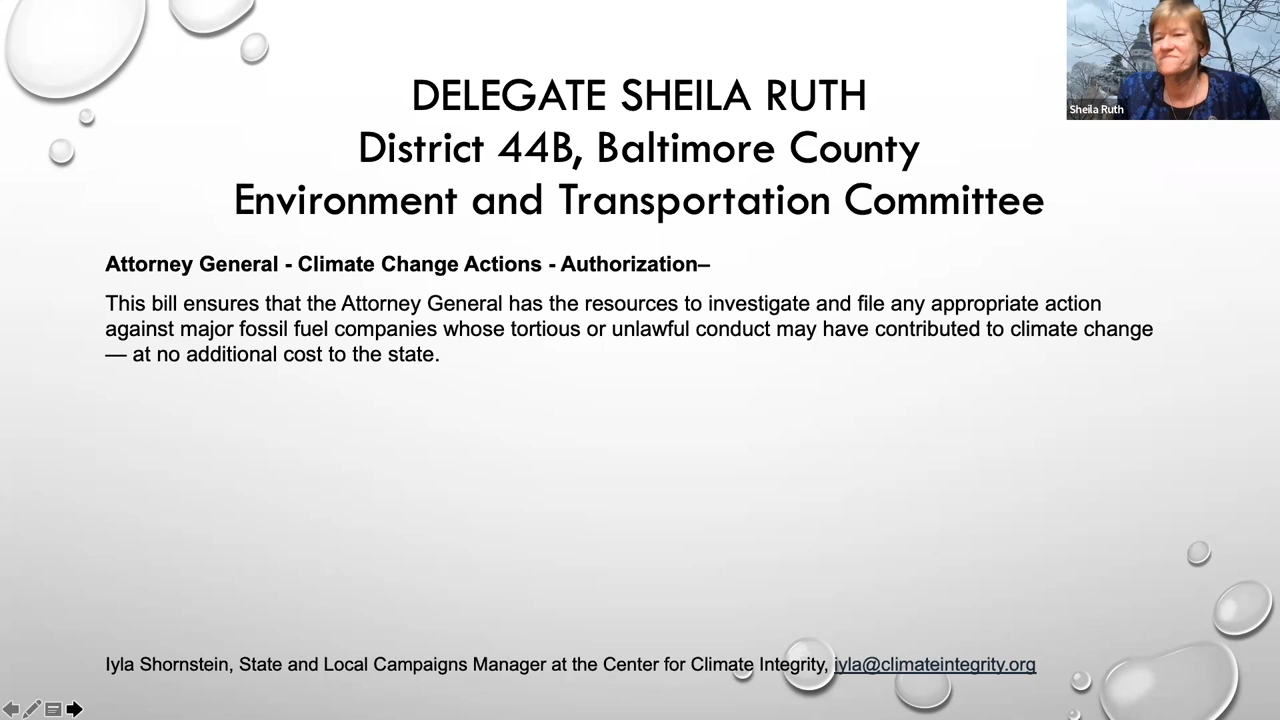 Sheila Ruth
DELEGATE SHEILA RUTH
District 44B, Baltimore County
Environment and Transportation Committee
Attorney General - Climate Change Actions - Authorization–
This bill ensures that the Attorney General has the resources to investigate and file any appropriate action
against major fossil fuel companies whose tortious or unlawful conduct may have contributed to climate change
— at no additional cost to the state.
Iyla Shornstein, State and Local Campaigns Manager at the Center for Climate Integrity, iyla@climateintegrity.org